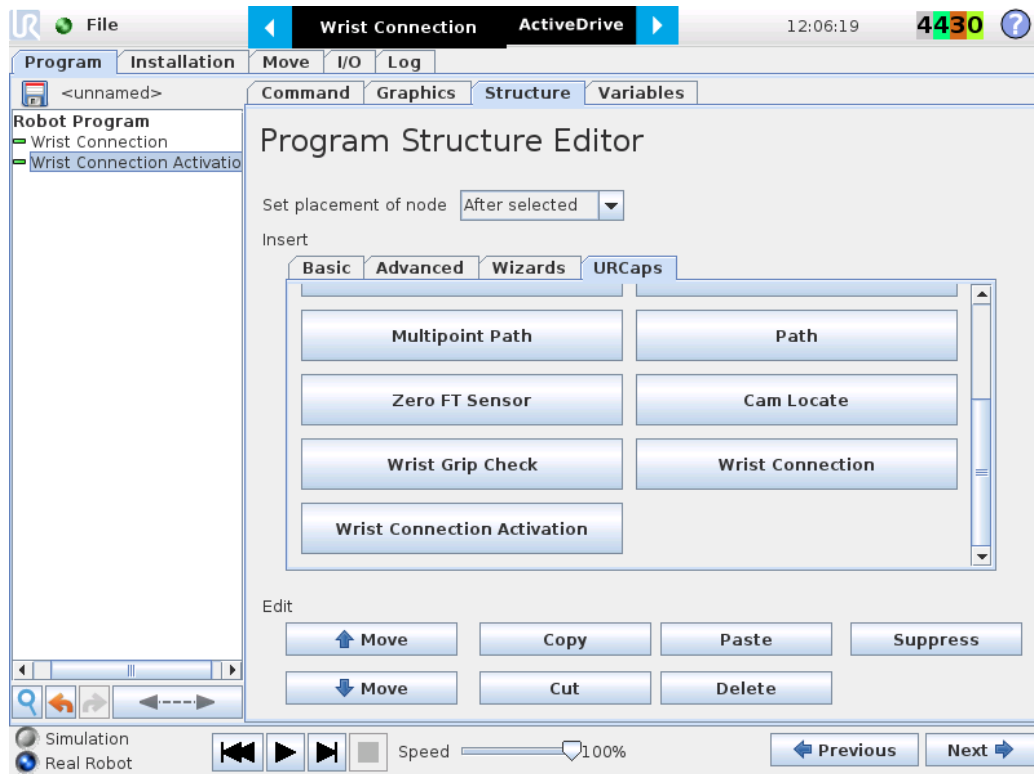 UR File Wrist Connection ActiveDrive 12:06:19 4430 ?
Program Installation Move I/O Log
<unnamed> Command Graphics Structure Variables
Robot Program
Wrist Connection
Wrist Connection Activatio
Program Structure Editor
Set placement of node After selected
Insert
Basic Advanced Wizards URCaps
Multipoint Path Path
Zero FT Sensor Cam Locate
Wrist Grip Check Wrist Connection
Wrist Connection Activation
Edit
Move Copy Paste Suppress
Move Cut Delete
Simulation
Real Robot
Speed 100% Previous Next